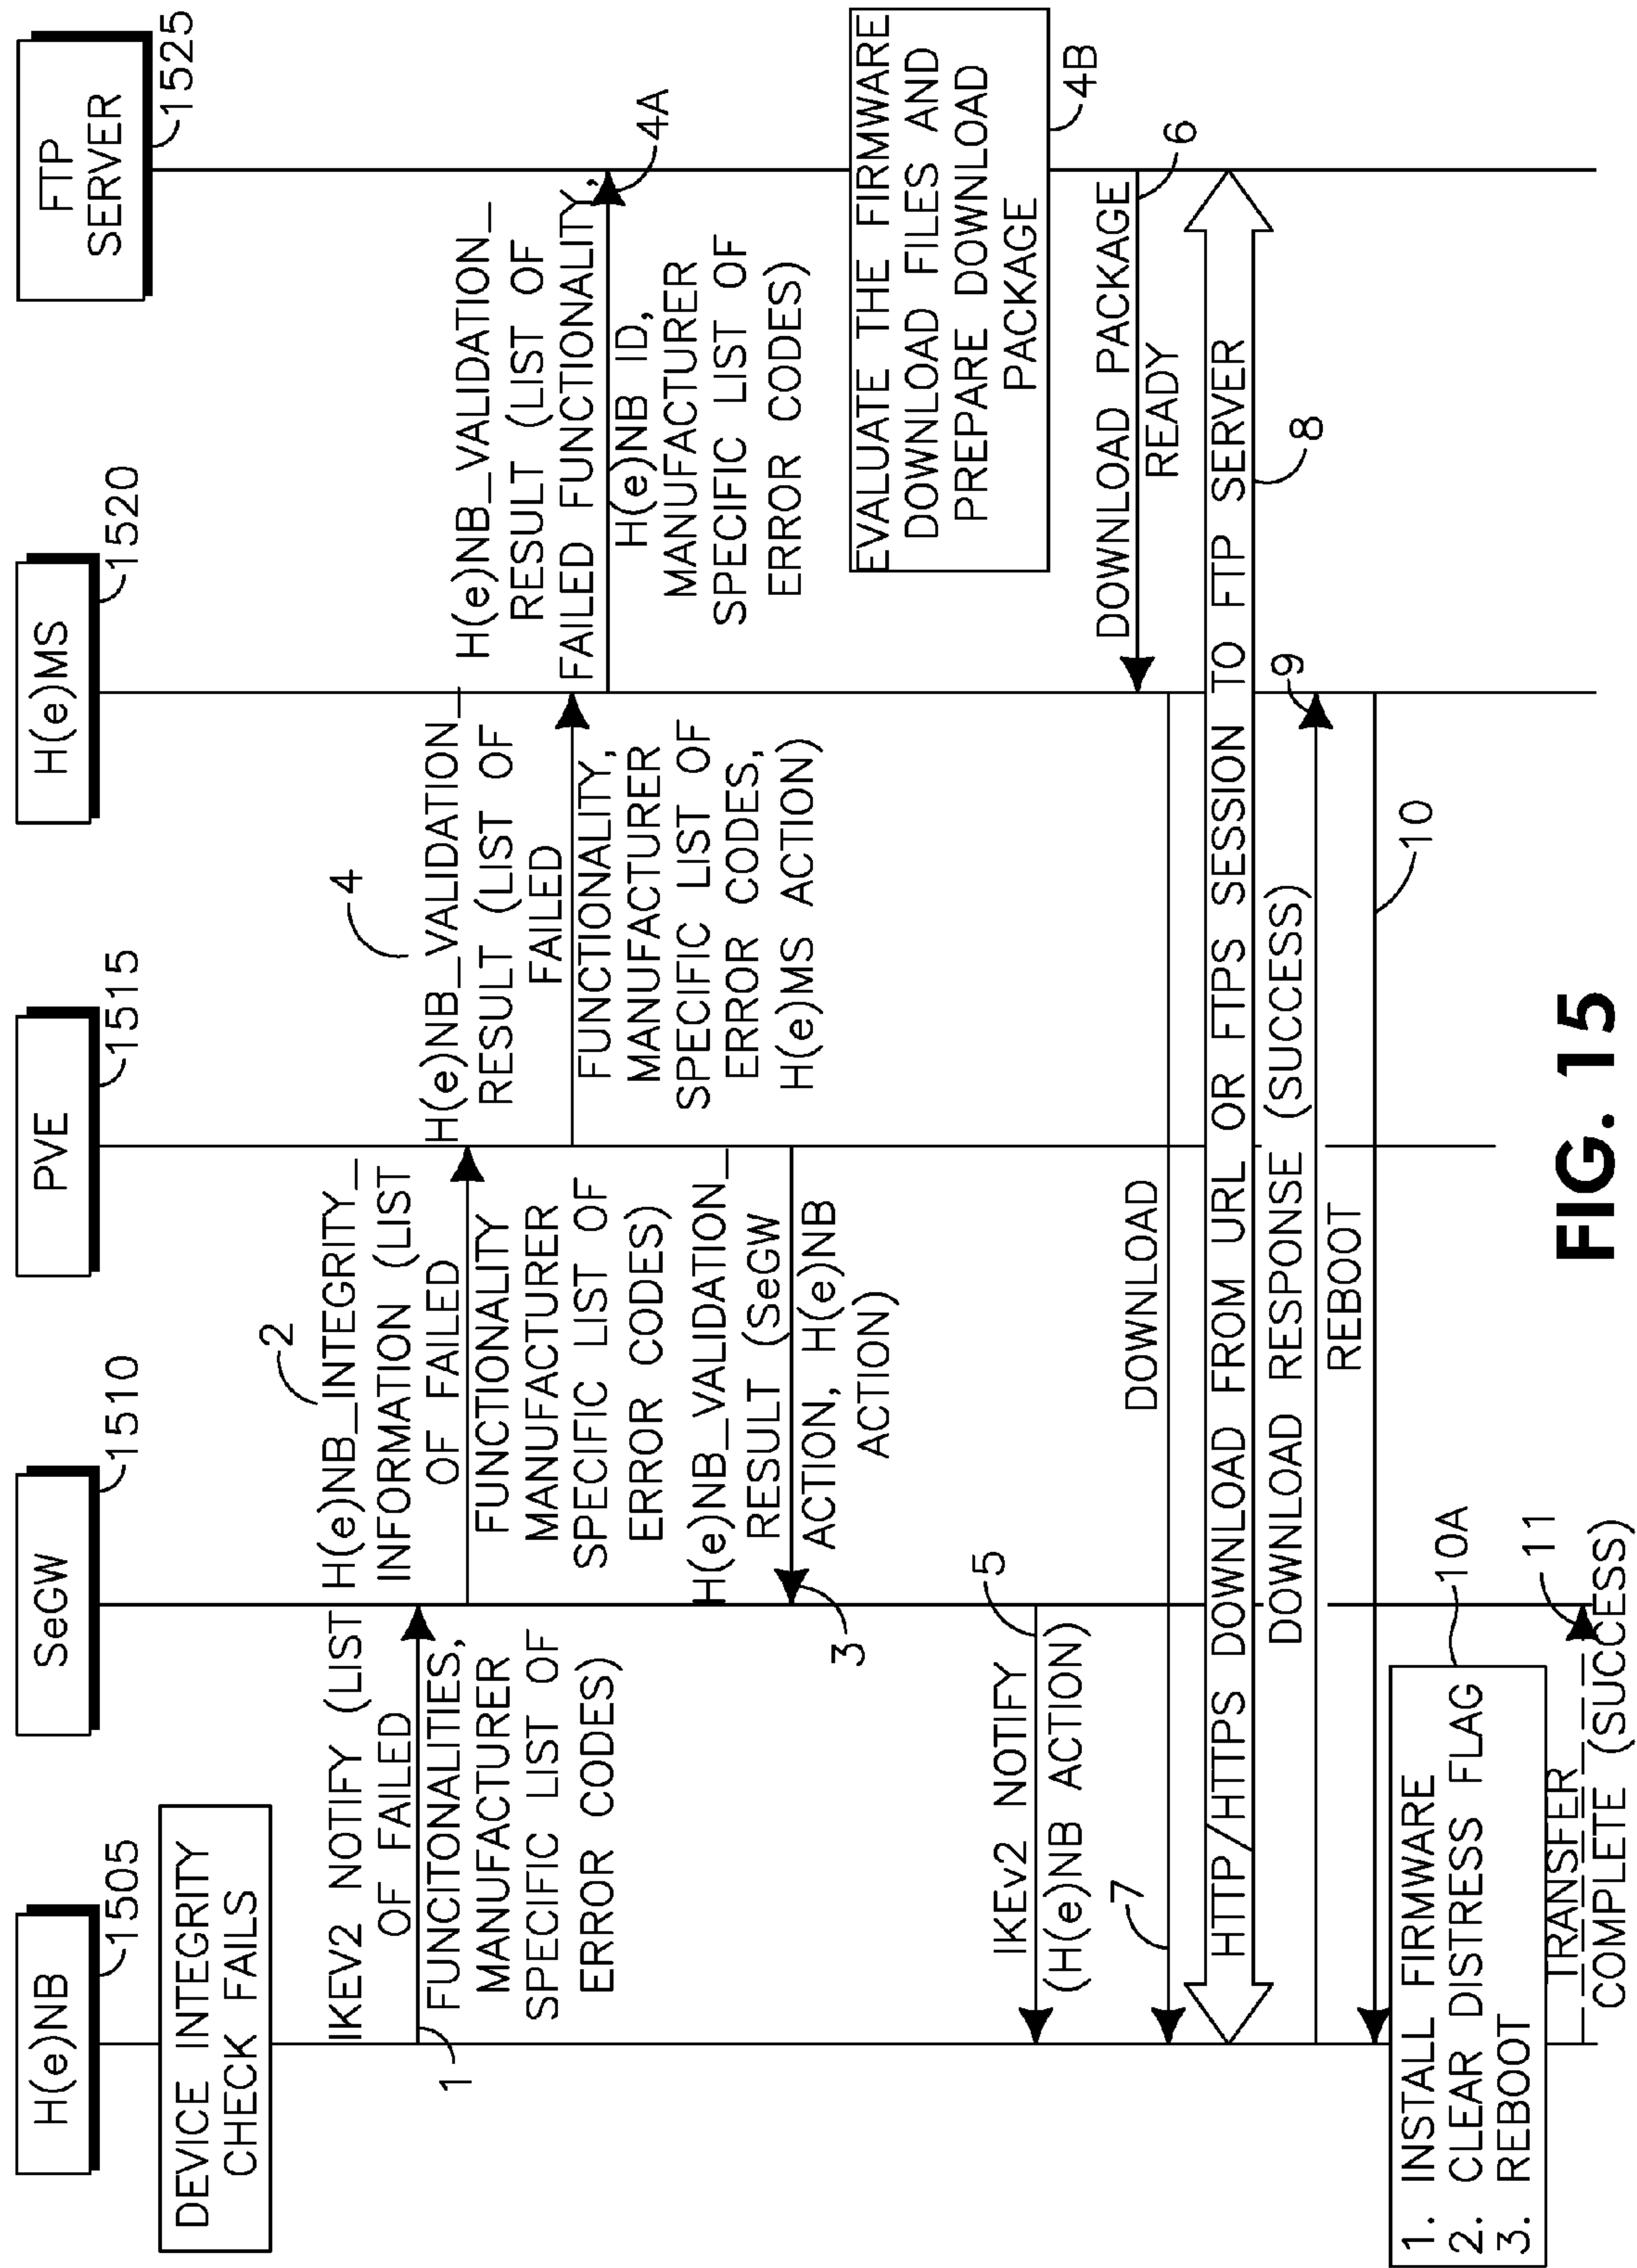 H(e)NB
1505
SeGW
1510
PVE
1515
H(e)MS
1520
FTP
SERVER
1525
DEVICE INTEGRITY
CHECK FAILS
IKEV2 NOTIFY (LIST
OF FAILED
FUNCITONALITIES,
MANUFACTURER
SPECIFIC LIST OF
ERROR CODES)
1
2
H(e)NB_INTEGRITY_
INFORMATION (LIST
OF FAILED
FUNCTIONALITY
MANUFACTURER
SPECIFIC LIST OF
ERROR CODES)
H(e)NB_VALIDATION_
RESULT (SeGW
ACTION, H(e)NB
ACTION)
3
4
H(e)NB_VALIDATION_
RESULT (LIST OF
FAILED
FUNCTIONALITY,
MANUFACTURER
SPECIFIC LIST OF
ERROR CODES,
H(e)MS ACTION)
H(e)NB_VALIDATION_
RESULT (LIST OF
FAILED FUNCTIONALITY,
H(e)NB ID,
MANUFACTURER
SPECIFIC LIST OF
ERROR CODES)
4A
EVALUATE THE FIRMWARE
DOWNLOAD FILES AND
PREPARE DOWNLOAD
PACKAGE
4B
IKEv2 NOTIFY
(H(e)NB ACTION)
5
DOWNLOAD PACKAGE
READY
6
DOWNLOAD
7
HTTP/HTTPS DOWNLOAD FROM URL OR FTPS SESSION TO FTP SERVER
8
DOWNLOAD RESPONSE (SUCCESS)
9
REBOOT
10
1. INSTALL FIRMWARE
2. CLEAR DISTRESS FLAG
3. REBOOT
10A
TRANSFER
COMPLETE (SUCCESS)
11
FIG. 15